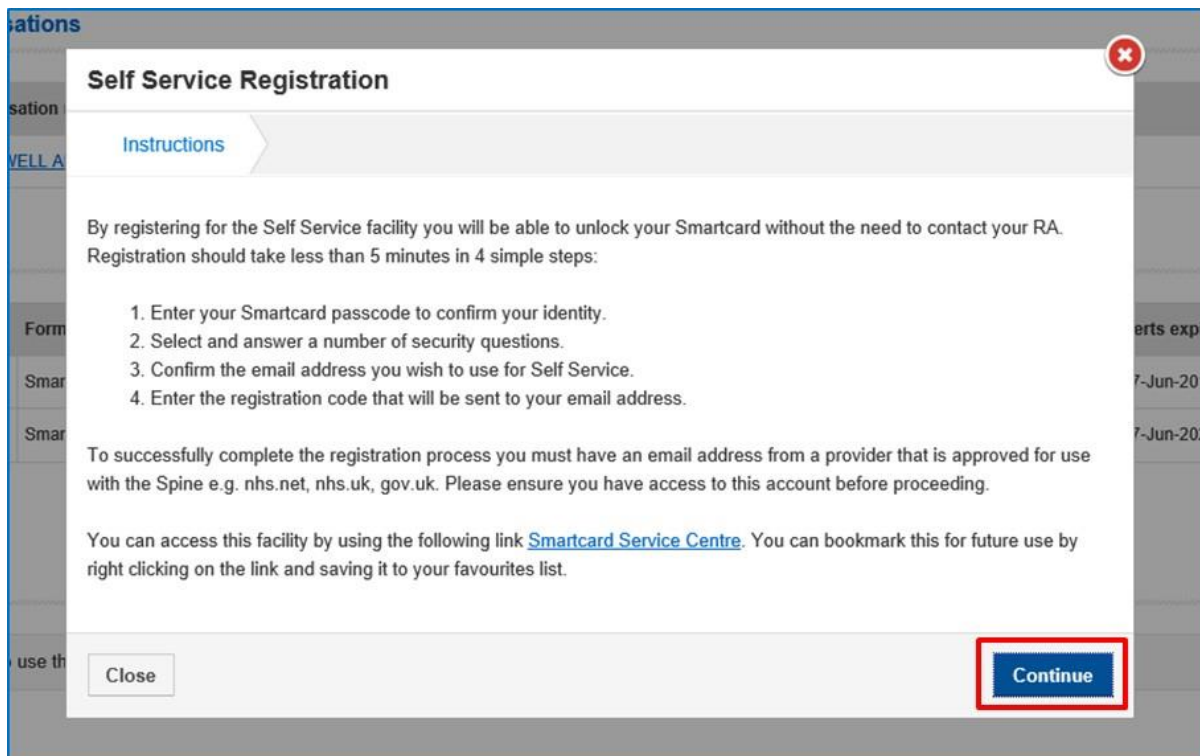 sations
Self Service Registration
sation
Instructions
WELL A
By registering for the Self Service facility you will be able to unlock your Smartcard without the need to contact your RA.
Registration should take less than 5 minutes in 4 simple steps:
1. Enter your Smartcard passcode to confirm your identity.
Form
erts exp
2. Select and answer a number of security questions.
3. Confirm the email address you wish to use for Self Service.
Smar
7-Jun-20
4. Enter the registration code that will be sent to your email address.
Smar
7-Jun-20
To successfully complete the registration process you must have an email address from a provider that is approved for use
with the Spine e.g. nhs.net, nhs.uk, gov.uk. Please ensure you have access to this account before proceeding.
You can access this facility by using the following link Smartcard Service Centre. You can bookmark this for future use by
right clicking on the link and saving it to your favourites list.
use th
Close
Continue